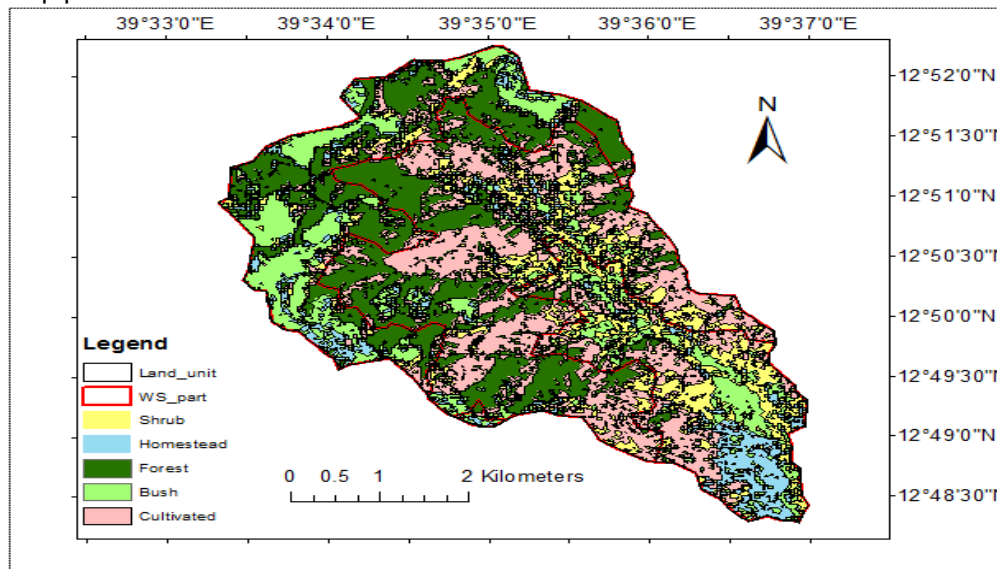 39°33'0"E 39°34'0"E 39°35'0"E 39°36'0"E 39°37'0"E
12°52'0"N
N
12°51'30"N
12°51'0"N
12°50'30"N
12°50'0"N
Legend
Land_unit
12°49'30"N
WS_part
Shrub
Homestead
12°49'0"N
Forest
0 0.5 1 2 Kilometers
Bush
12°48'30"N
Cultivated